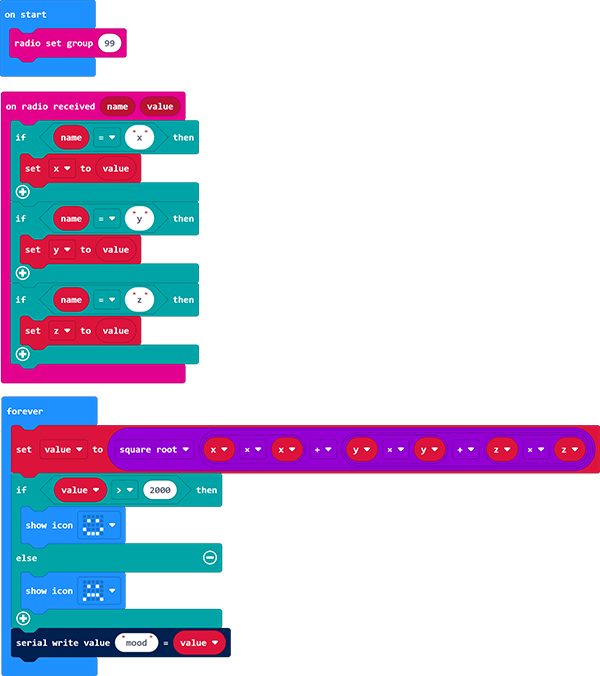 on start
radio set group 99
on radio received name value
if name = "x" then
set x to value
if name = "y" then
set y to value
if name = "z" then
set z to value
forever
set value to square root x × x + y × y + z × z
if value > 2000 then
show icon
else
show icon
serial write value "mood" = value